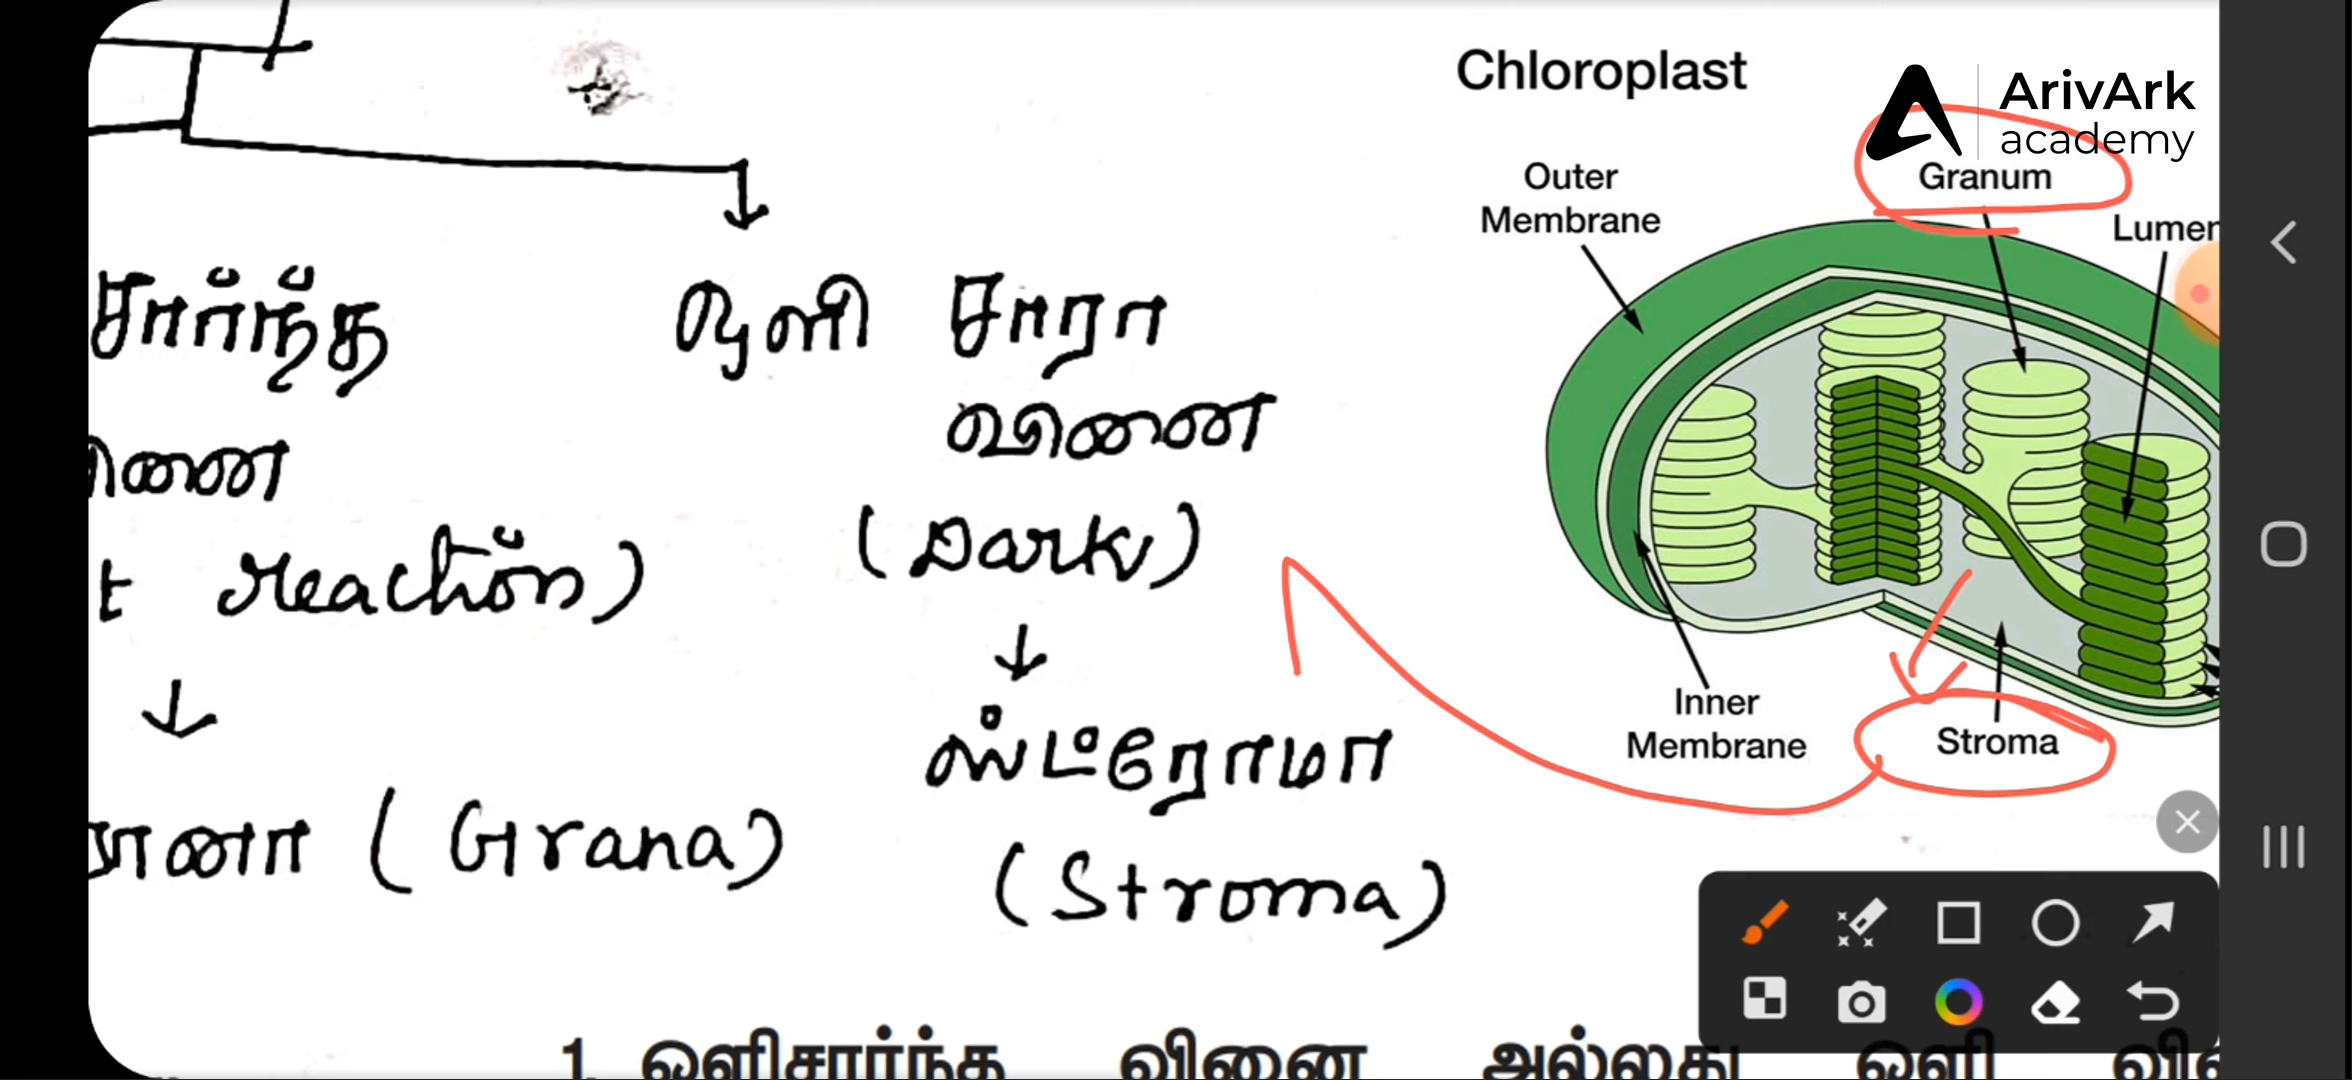 Chloroplast
ArivArk
academy
Outer
Membrane
Granum
Lumen
சார்ந்த
ஒளி சாரா
வினை
(Dark)
reaction)
(Grana)
ஸ்ட்ரோமா
(Stroma)
Inner
Membrane
Stroma
1. ஒளிசார்ந்த வினை அல்லது ஒளி